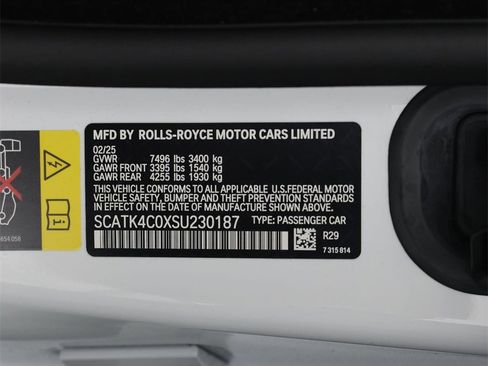 MFD BY ROLLS-ROYCE MOTOR CARS LIMITED
02/25
GVWR 7496 lbs 3400 kg
GAWR FRONT 3395 lbs 1540 kg
GAWR REAR 4255 lbs 1930 kg
THIS VEHICLE CONFORMS TO ALL APPLICABLE U.S.FEDERAL MOTOR
VEHICLE SAFETY, BUMPER, AND THEFT PREVENTION STANDARDS IN
EFFECT ON THE DATE OF MANUFACTURE SHOWN ABOVE.
SCATK4C0XSU230187 TYPE: PASSENGER CAR
R29
7 315 814